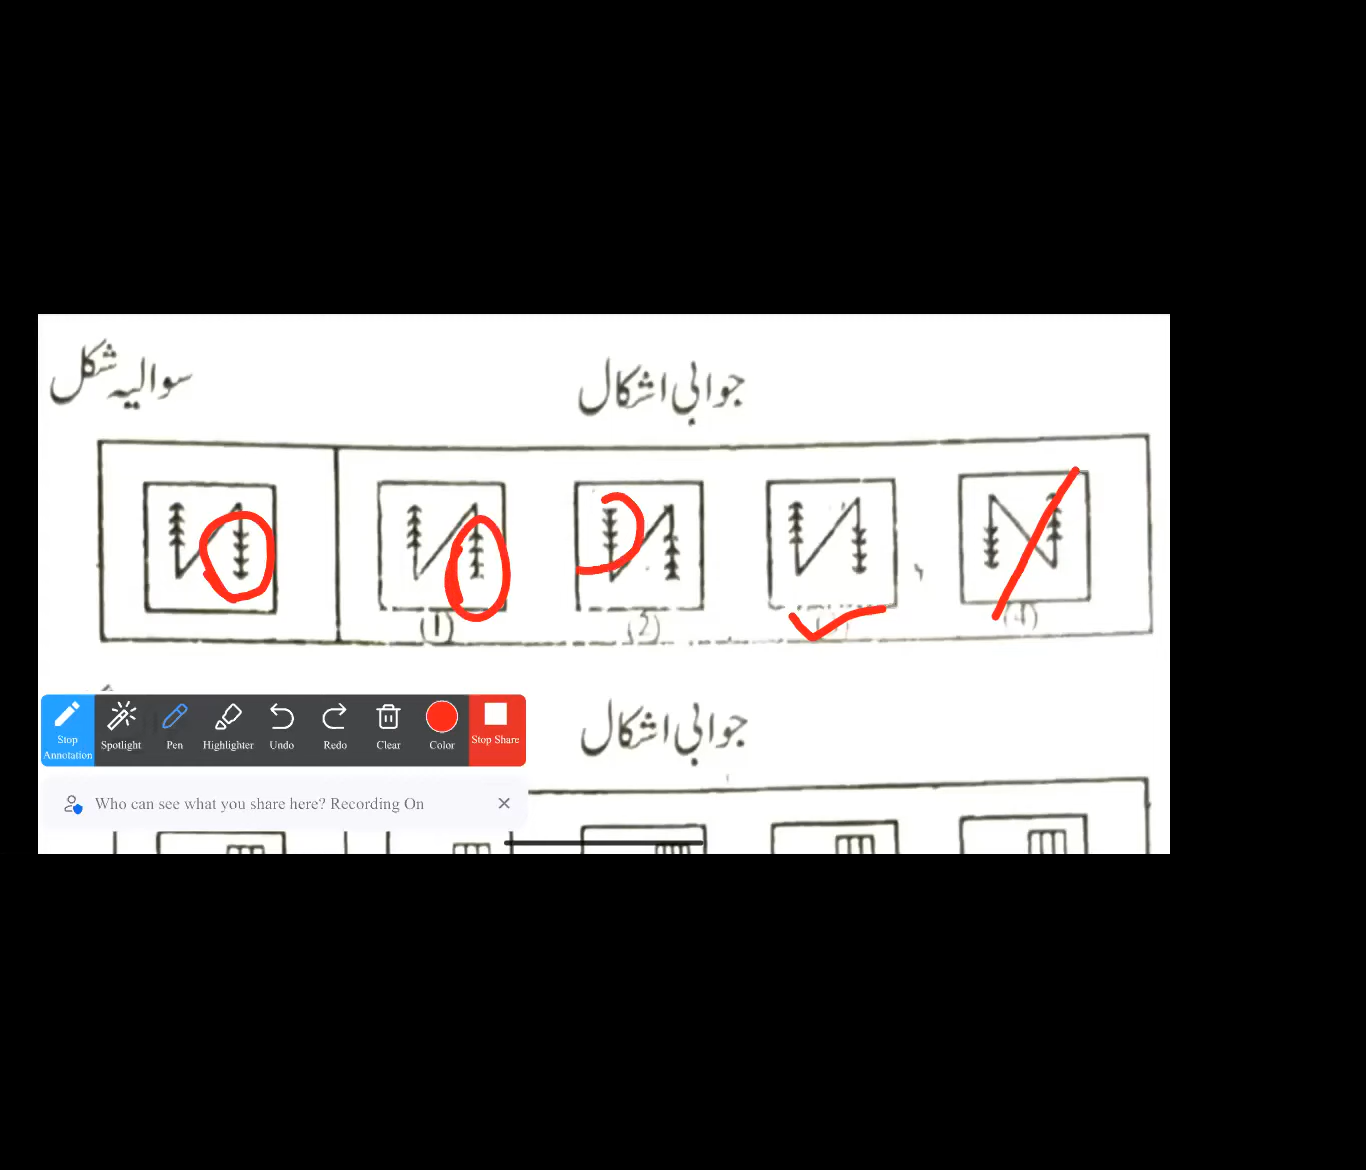 سوالیہ شکل
جوابی اشکال
(1)
(2)
(4)
جوابی اشکال
Stop Annotation
Spotlight
Pen
Highlighter
Undo
Redo
Clear
Color
Stop Share
Who can see what you share here? Recording On